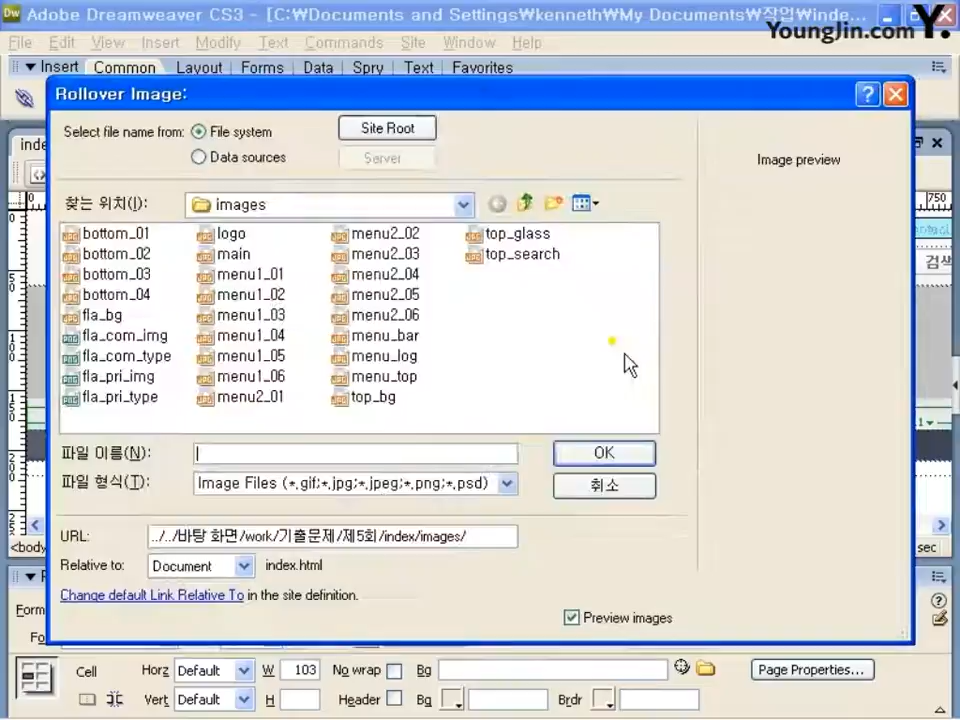 Adobe Dreamweaver CS3 - [C:₩Documents and Settings₩kenneth₩My Documents₩작업₩inde...
YoungJin.com Y.
File Edit View Insert Modify Text Commands Site Window Help
Insert Common Layout Forms Data Spry Text Favorites
Rollover Image:
Select file name from: File system Site Root
Data sources Server
Image preview
찾는 위치(I): images
bottom_01 logo menu2_02 top_glass
bottom_02 main menu2_03 top_search
bottom_03 menu1_01 menu2_04
bottom_04 menu1_02 menu2_05
fla_bg menu1_03 menu2_06
fla_com_img menu1_04 menu_bar
fla_com_type menu1_05 menu_log
fla_pri_img menu1_06 menu_top
fla_pri_type menu2_01 top_bg
파일 이름(N): OK
파일 형식(T): Image Files (*.gif;*.jpg;*.jpeg;*.png;*.psd) 취소
URL: ../../바탕 화면/work/기출문제/제5회/index/images/
Relative to: Document index.html
Change default Link Relative To in the site definition.
Preview images
inde
750
검색
<body
sec
Form
Fo
Cell Horz Default W 103 No wrap Bg Page Properties...
Vert Default H Header Bg Brdr